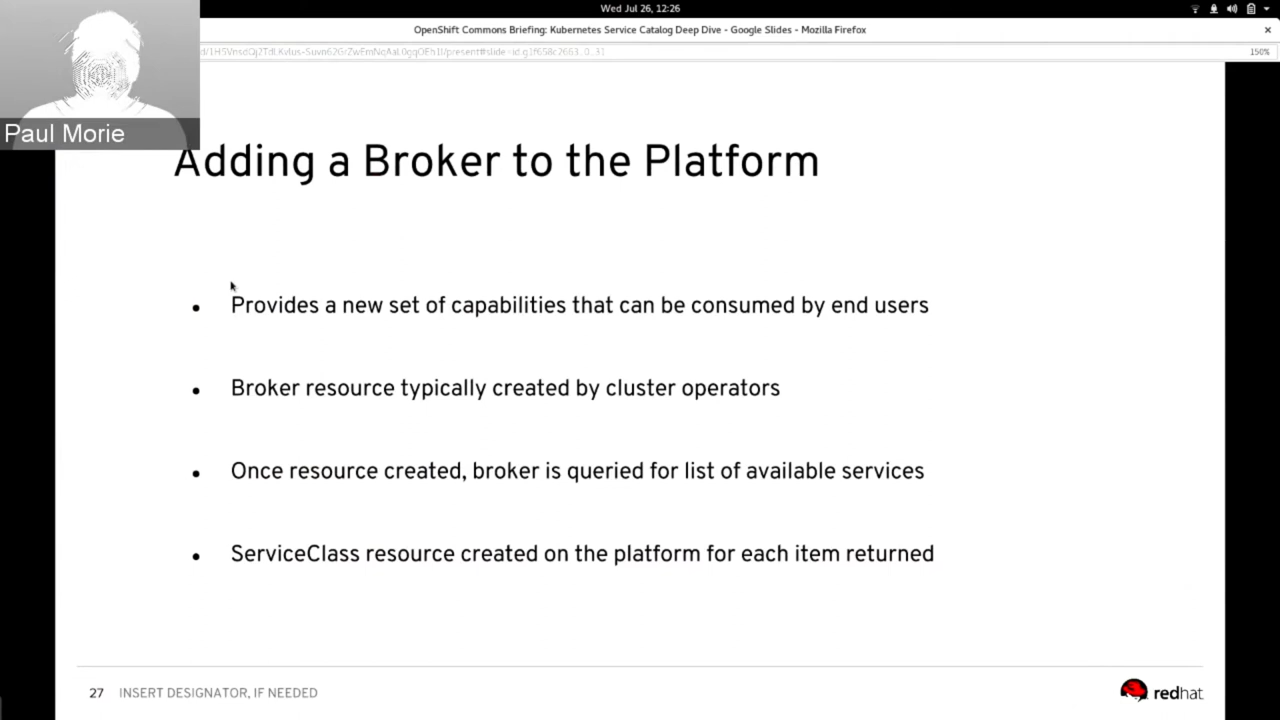 Wed Jul 26, 12:26
OpenShift Commons Briefing: Kubernetes Service Catalog Deep Dive - Google Slides - Mozilla Firefox
150%
Paul Morie
Adding a Broker to the Platform
Provides a new set of capabilities that can be consumed by end users
Broker resource typically created by cluster operators
Once resource created, broker is queried for list of available services
ServiceClass resource created on the platform for each item returned
27 INSERT DESIGNATOR, IF NEEDED
redhat